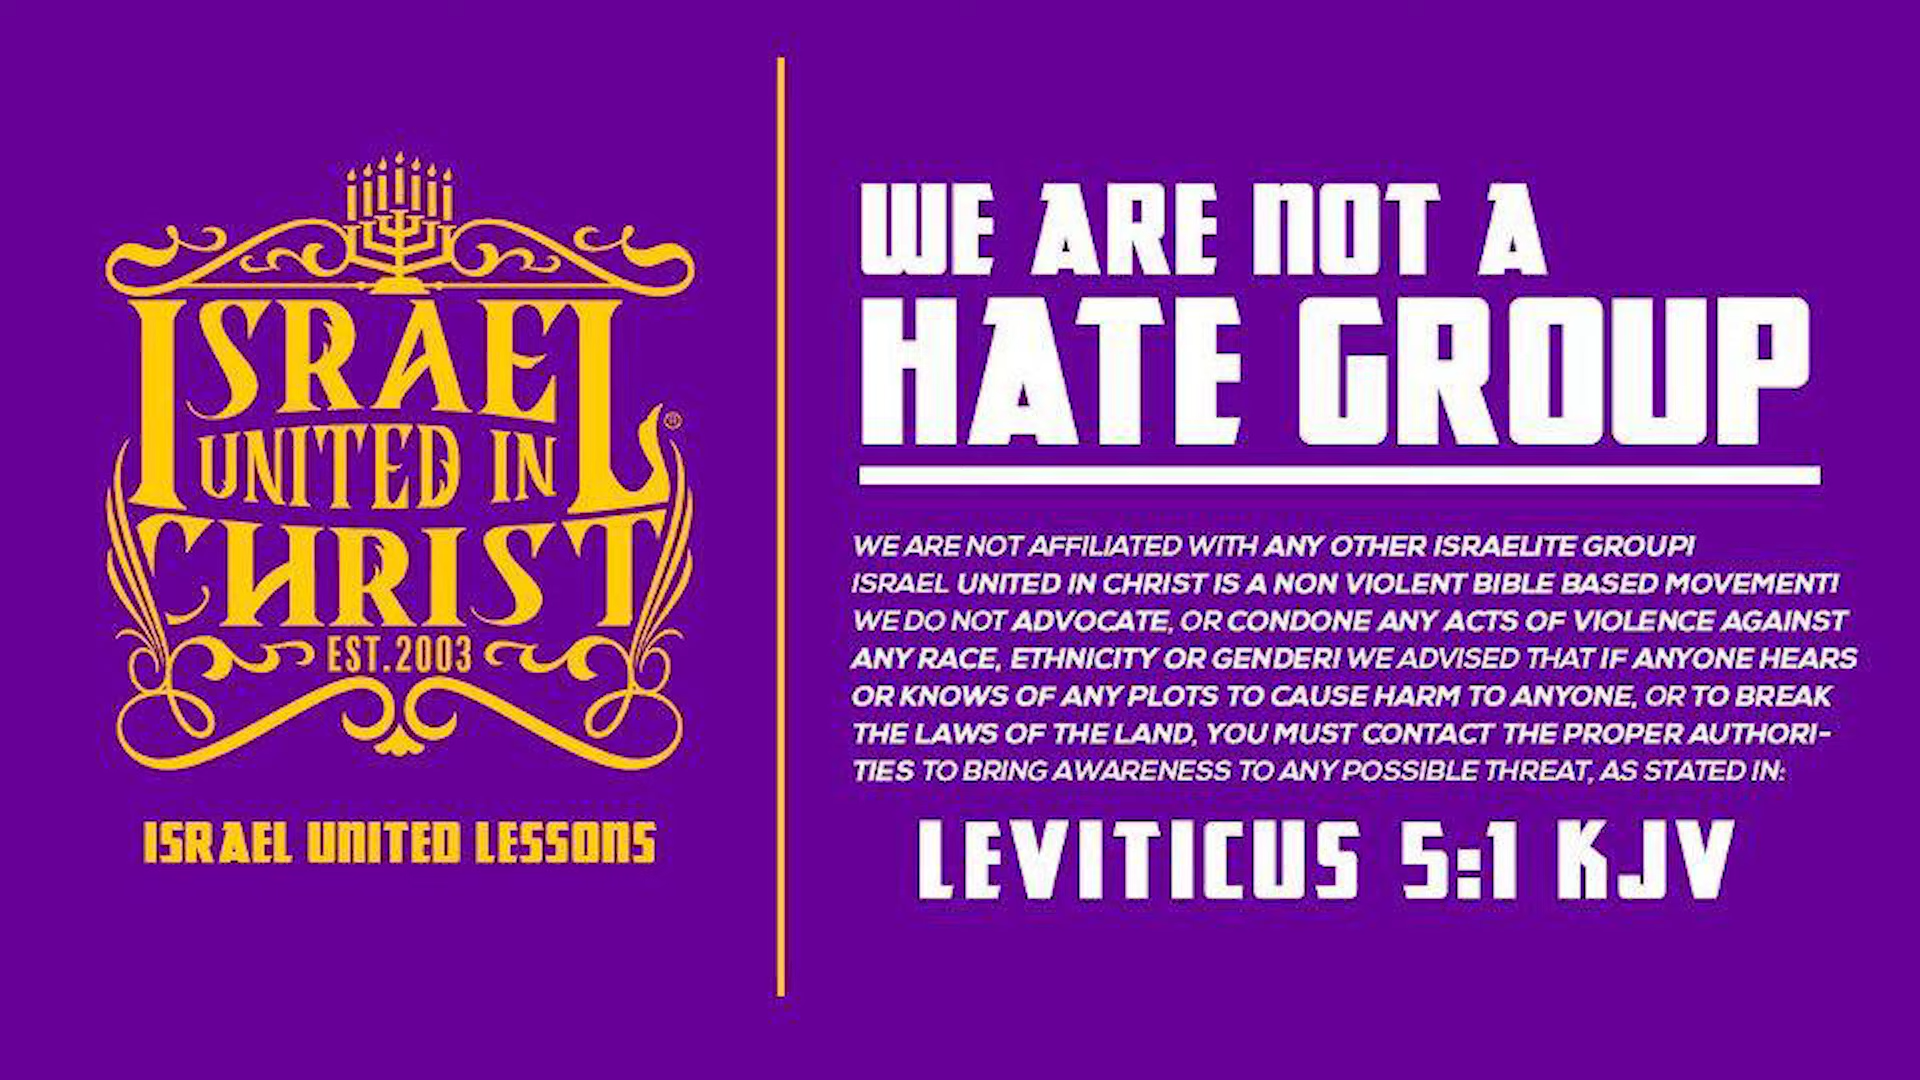 ISRAEL
UNITED IN
CHRIST®
EST.2003
ISRAEL UNITED LESSONS
WE ARE NOT A
HATE GROUP
WE ARE NOT AFFILIATED WITH ANY OTHER ISRAELITE GROUP!
ISRAEL UNITED IN CHRIST IS A NON VIOLENT BIBLE BASED MOVEMENT!
WE DO NOT ADVOCATE, OR CONDONE ANY ACTS OF VIOLENCE AGAINST
ANY RACE, ETHNICITY OR GENDER! WE ADVISED THAT IF ANYONE HEARS
OR KNOWS OF ANY PLOTS TO CAUSE HARM TO ANYONE, OR TO BREAK
THE LAWS OF THE LAND, YOU MUST CONTACT THE PROPER AUTHORI-
TIES TO BRING AWARENESS TO ANY POSSIBLE THREAT, AS STATED IN:
LEVITICUS 5:1 KJV